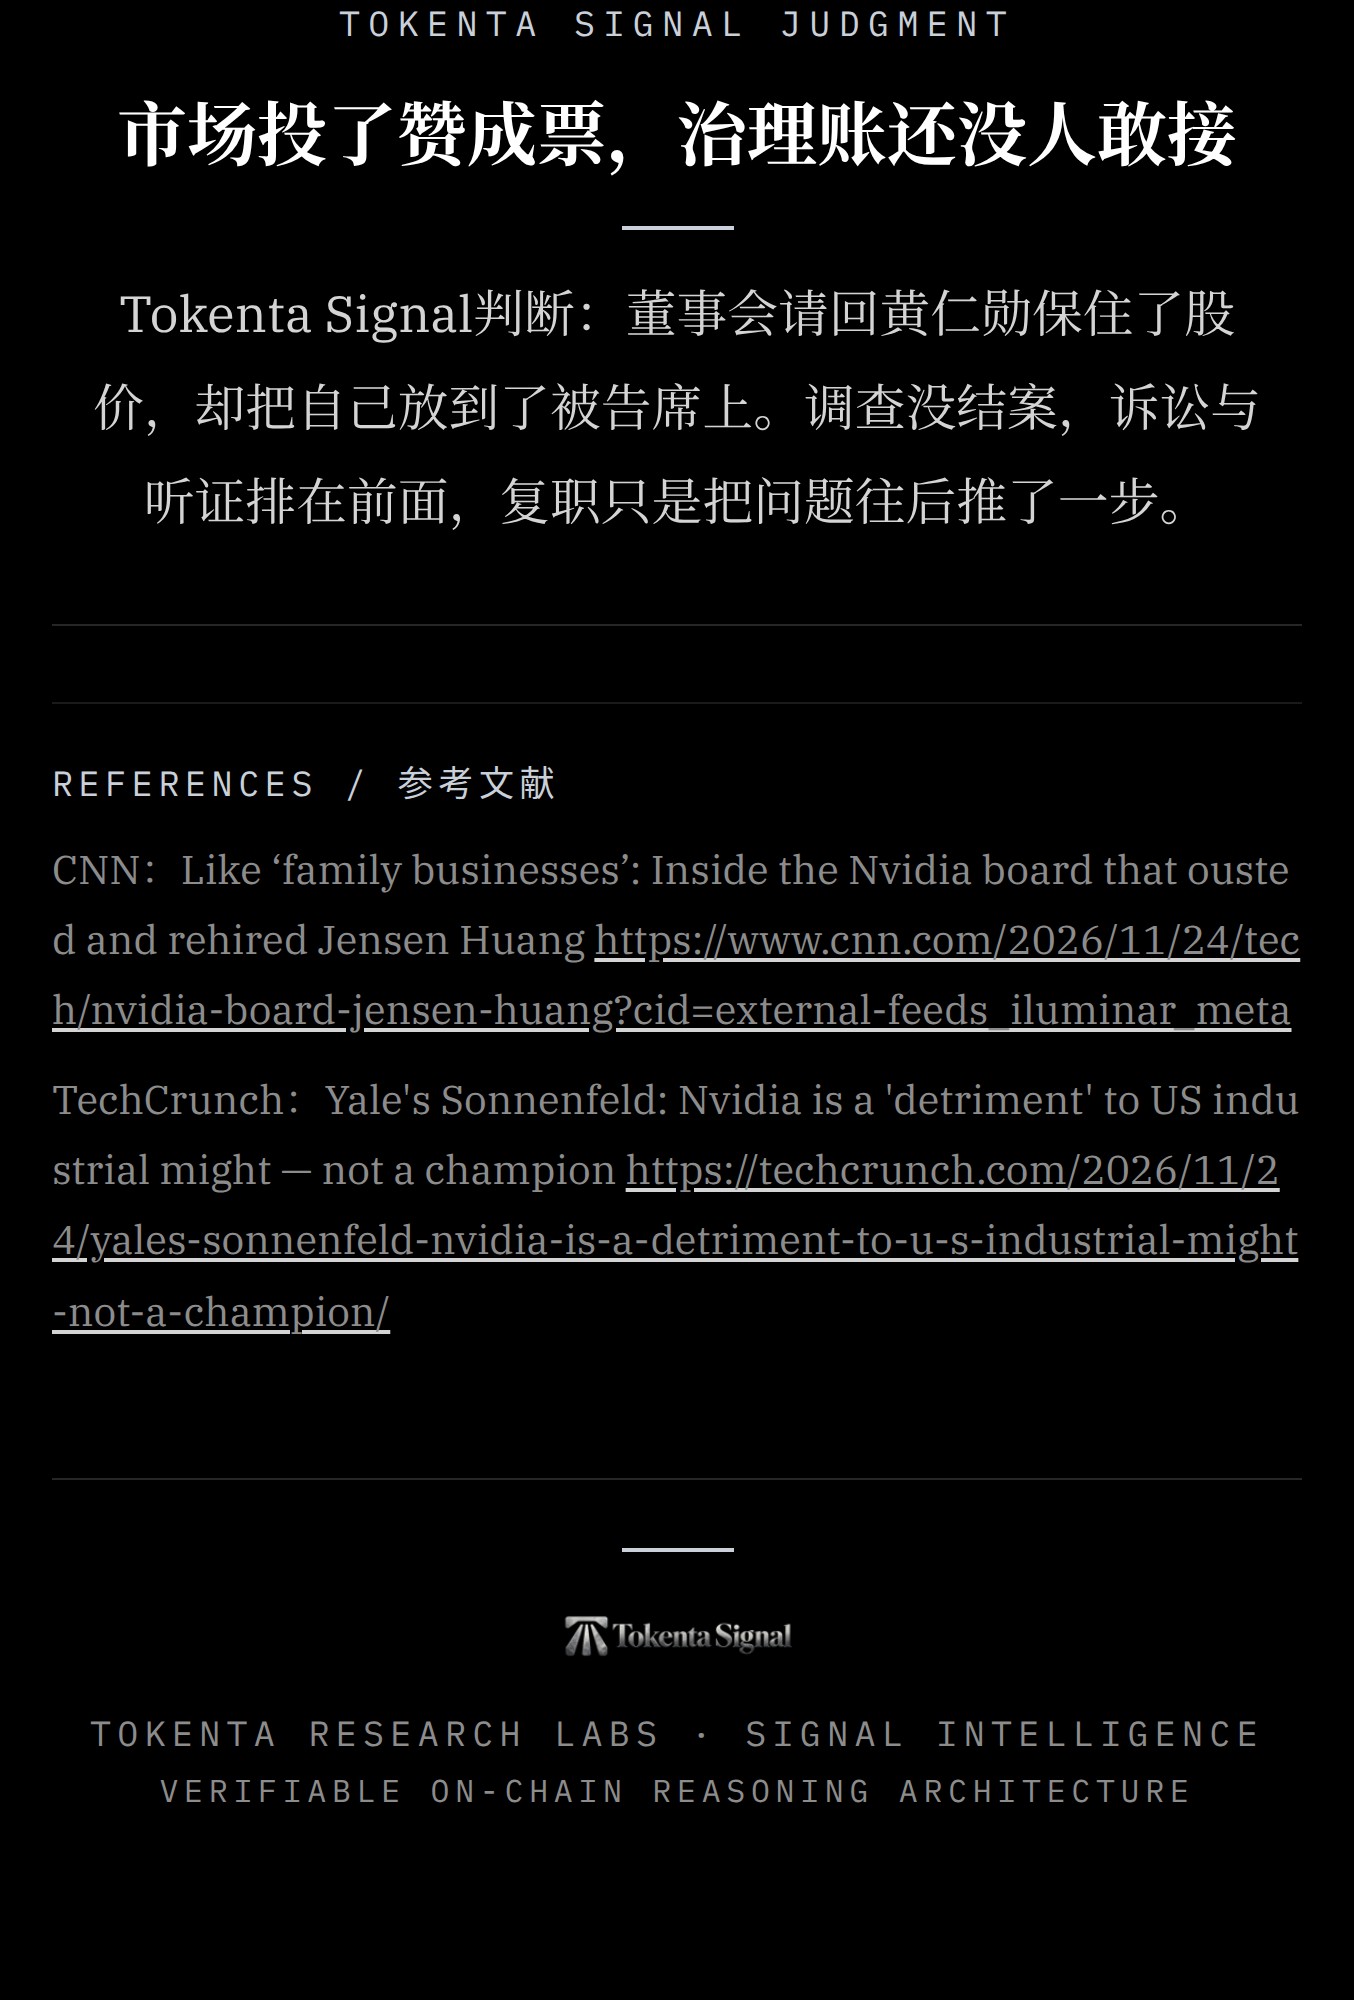 TOKENTA SIGNAL JUDGMENT
市场投了赞成票，治理账还没人敢接
Tokenta Signal判断：董事会请回黄仁勋保住了股
价，却把自己放到了被告席上。调查没结案，诉讼与
听证排在前面，复职只是把问题往后推了一步。
REFERENCES / 参考文献
CNN：Like ‘family businesses’: Inside the Nvidia board that ouste
d and rehired Jensen Huang https://www.cnn.com/2026/11/24/tec
h/nvidia-board-jensen-huang?cid=external-feeds_iluminar_meta
TechCrunch：Yale's Sonnenfeld: Nvidia is a 'detriment' to US indu
strial might — not a champion https://techcrunch.com/2026/11/2
4/yales-sonnenfeld-nvidia-is-a-detriment-to-u-s-industrial-might
-not-a-champion/
Tokenta Signal
TOKENTA RESEARCH LABS · SIGNAL INTELLIGENCE
VERIFIABLE ON-CHAIN REASONING ARCHITECTURE